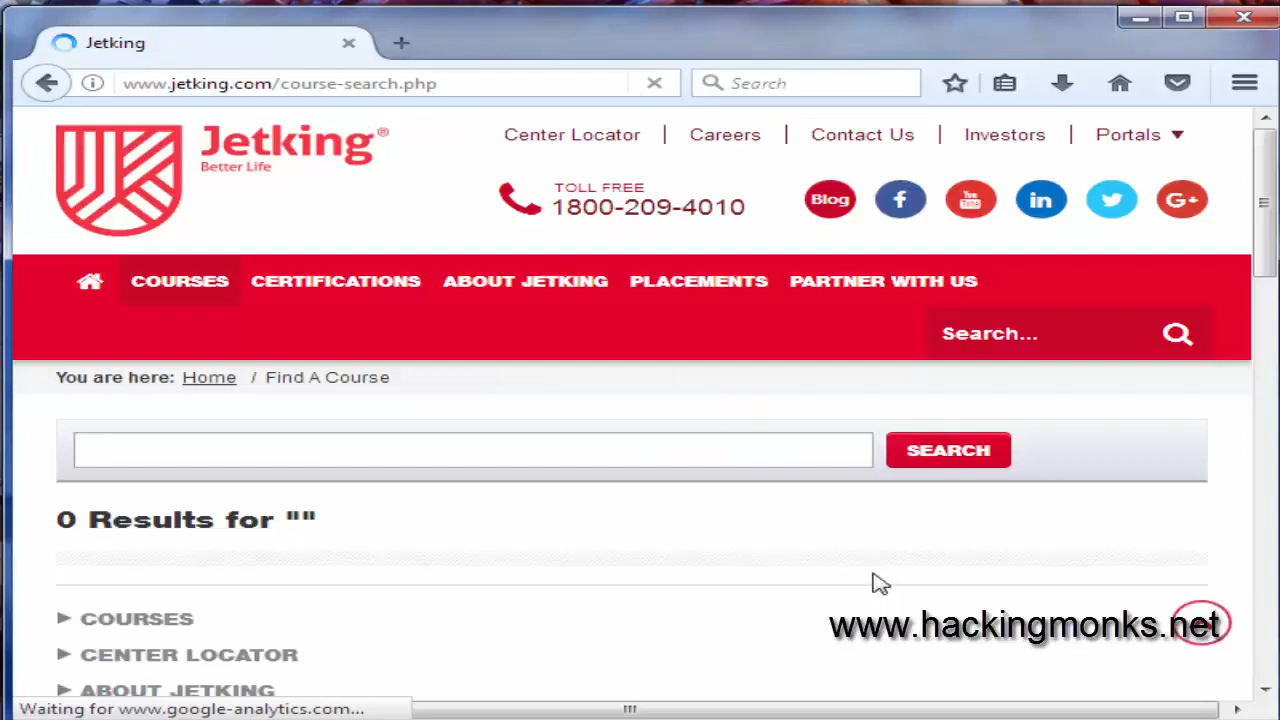 Jetking
www.jetking.com/course-search.php
Search
Jetking®
Better Life
Center Locator | Careers | Contact Us | Investors | Portals ▼
TOLL FREE
1800-209-4010
Blog
f
You Tube
in
G+
COURSES CERTIFICATIONS ABOUT JETKING PLACEMENTS PARTNER WITH US
Search...
You are here: Home / Find A Course
SEARCH
0 Results for ""
COURSES
www.hackingmonks.net
CENTER LOCATOR
ABOUT JETKING
Waiting for www.google-analytics.com...